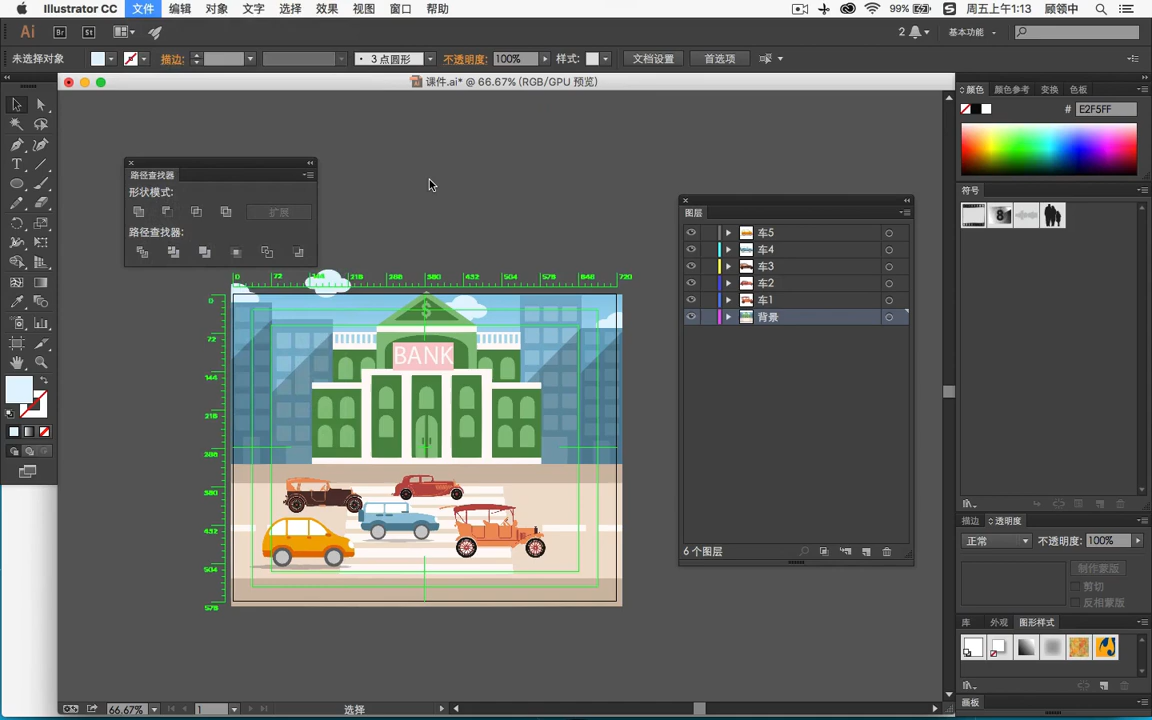 Illustrator CC 文件 编辑 对象 文字 选择 效果 视图 窗口 帮助 99% 周五上午1:13 顾领中
Ai Br St 2 基本功能
未选择对象 描边: 3 点圆形 不透明度: 100% 样式: 文档设置 首选项
课件.ai* @ 66.67% (RGB/GPU 预览)
颜色 颜色参考 变换 色板
# E2F5FF
路径查找器
形状模式:
扩展
路径查找器:
符号
图层
车5
车4
车3
车2
车1
背景
6 个图层
0 72 216 288 360 432 504 576 648 720
0
72
144
216
288
360
432
504
576
$
BANK
描边 透明度
正常 不透明度: 100%
制作蒙版
剪切
反相蒙版
库 外观 图形样式
画板
66.67% 1 选择